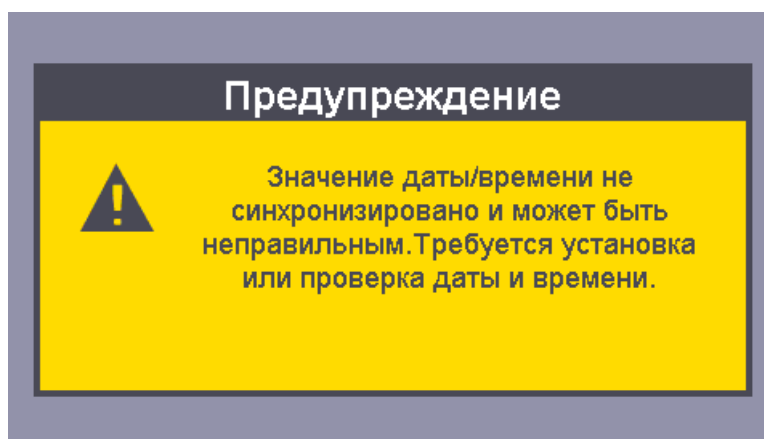 Предупреждение
Значение даты/времени не
синхронизировано и может быть
неправильным.Требуется установка
или проверка даты и времени.